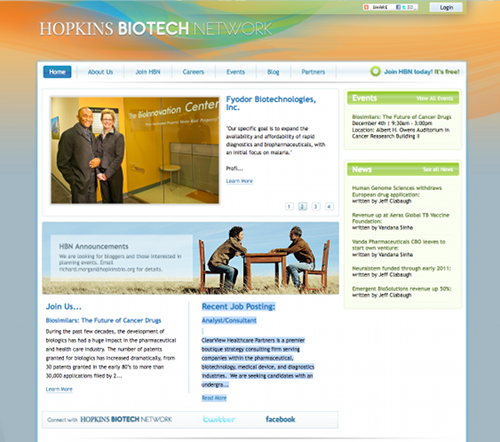 SHARE
Login
HOPKINS BIOTECH NETWORK
Home About Us Join HBN Careers Events Blog Partners
Join HBN today! It's free!
The BioInnovation Center
Fyodor Biotechnologies,
Inc.
"Our specific goal is to expand the
availability and affordability of rapid
diagnostics and biopharmaceuticals, with
an initial focus on malaria."
Profi...
Learn More
1 2 3 4
Events View All Events
Biosimilars: The Future of Cancer Drugs
December 4th | 9:30am - 3:00pm
Location: Albert H. Owens Auditorium in
Cancer Reasearch Building II
News See all News
Human Genome Sciences withdraws
European drug application:
written by Jeff Clabaugh
Revenue up at Aeras Global TB Vaccine
Foundation:
written by Vandana Sinha
Vanda Pharmaceuticals CBO leaves to
start own venture:
written by Vandana Sinha
Neuralstem funded through early 2011:
written by Jeff Clabaugh
Emergent BioSolutions revenue up 50%:
written by Jeff Clabaugh
HBN Announcements
We are looking for bloggers and those interested in
planning events. Email
for details.
Join Us...
Biosimilars: The Future of Cancer Drugs
During the past few decades, the development of
biologics has had a huge impact in the pharmaceutical
and health care industry. The number of patents
granted for biologics has increased dramatically, from
30 patents granted in the early 80's to more than
30,000 applications filed by 2...
Learn More
Recent Job Posting:
Analyst/Consultant
ClearView Healthcare Partners is a premier
boutique strategy consulting firm serving
companies within the pharmaceutical,
biotechnology, medical device, and diagnostics
industries. We are seeking candidates with an
undergra...
Read More
Connect with HOPKINS BIOTECH NETWORK twitter facebook